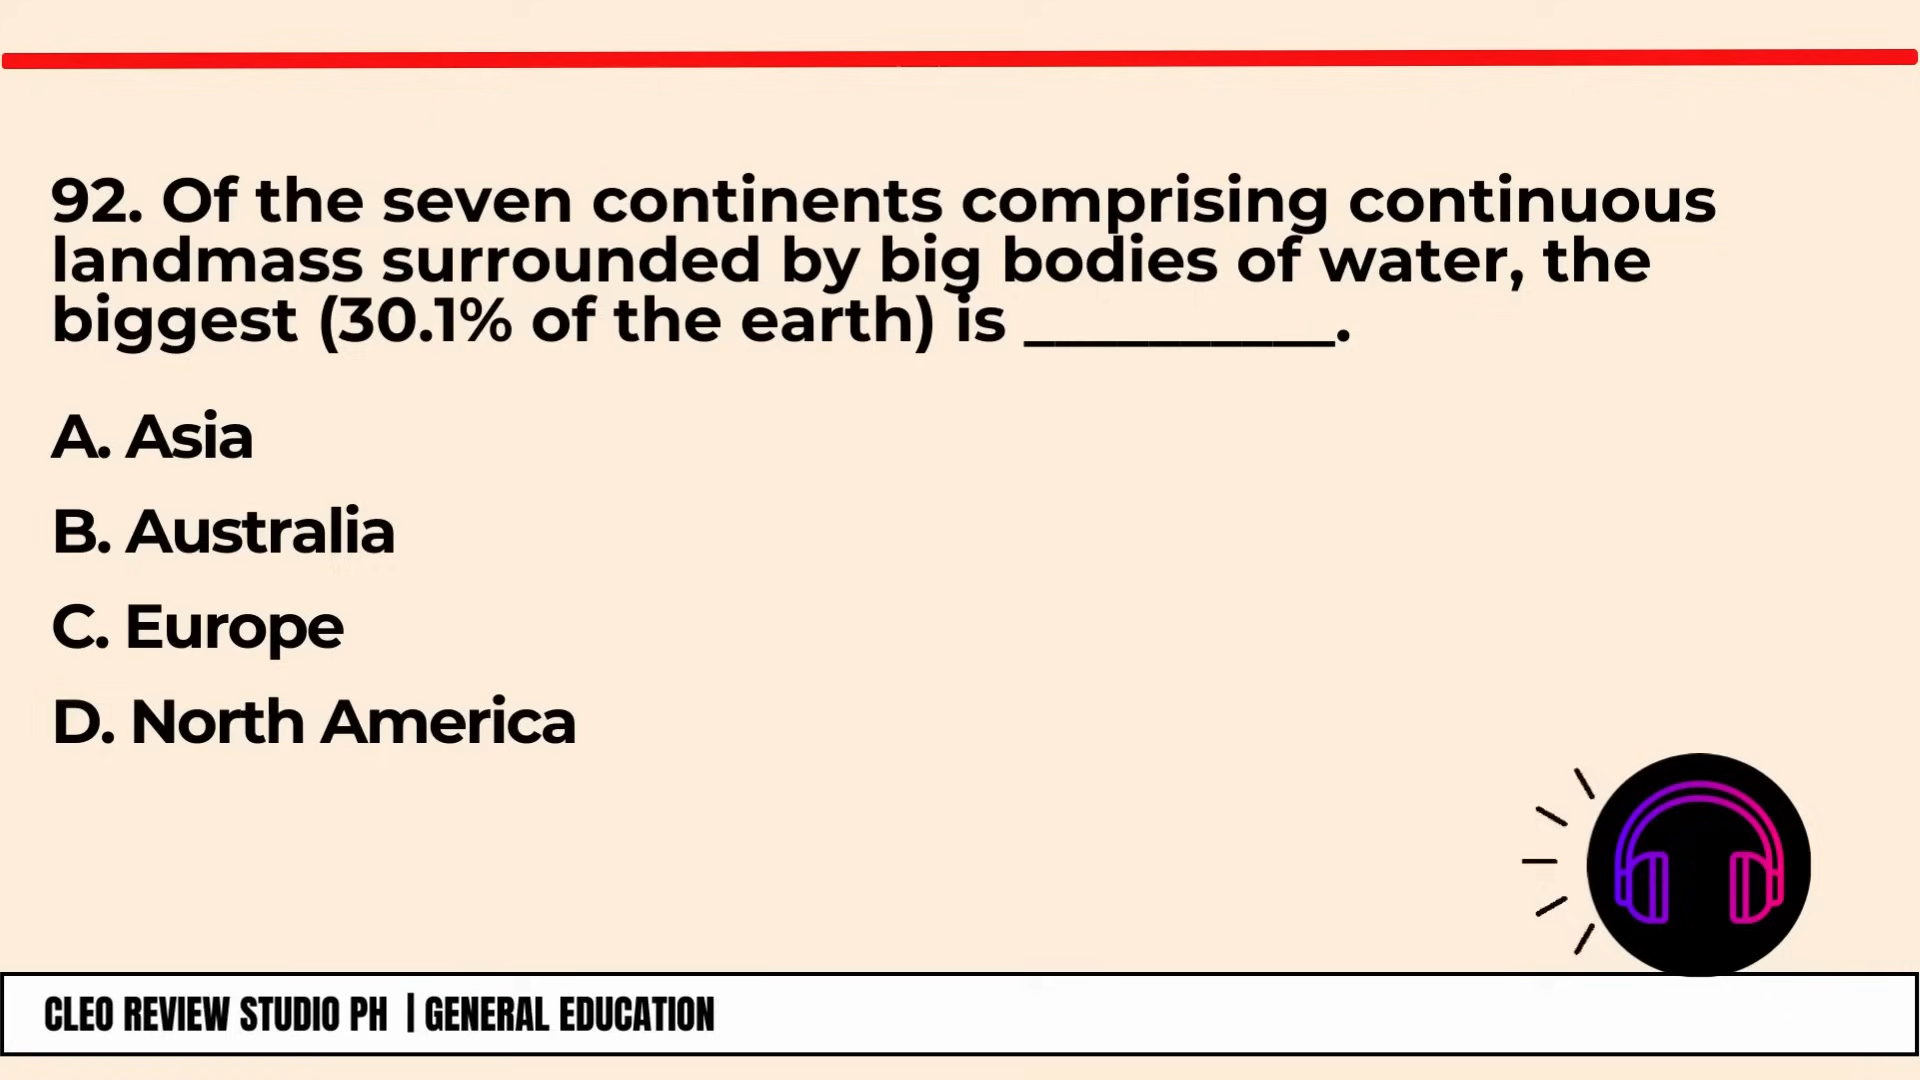 92. Of the seven continents comprising continuous
landmass surrounded by big bodies of water, the
biggest (30.1% of the earth) is __________.
A. Asia
B. Australia
C. Europe
D. North America
CLEO REVIEW STUDIO PH | GENERAL EDUCATION